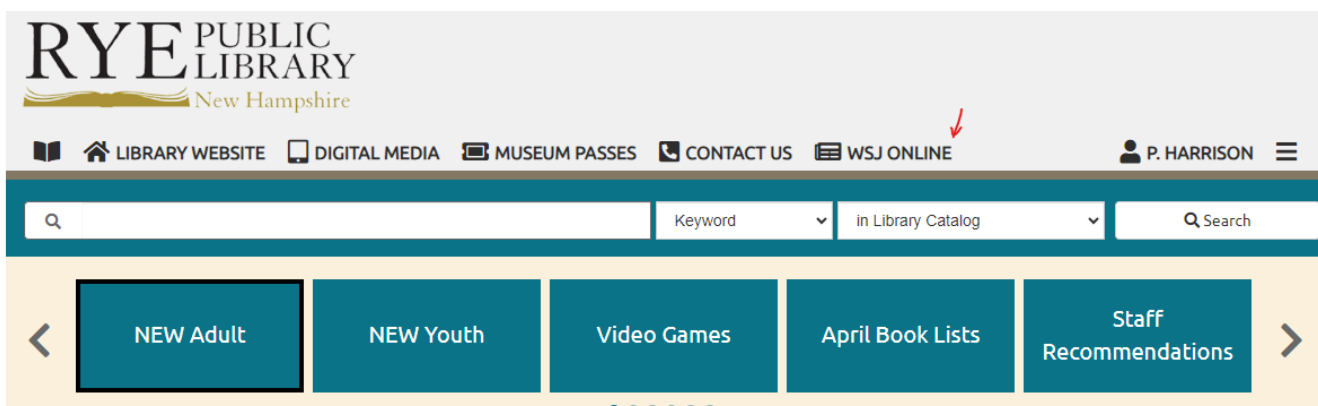 RYE PUBLIC
LIBRARY
New Hampshire
LIBRARY WEBSITE DIGITAL MEDIA MUSEUM PASSES CONTACT US WSJ ONLINE P. HARRISON
Keyword in Library Catalog Search
NEW Adult NEW Youth Video Games April Book Lists Staff
Recommendations